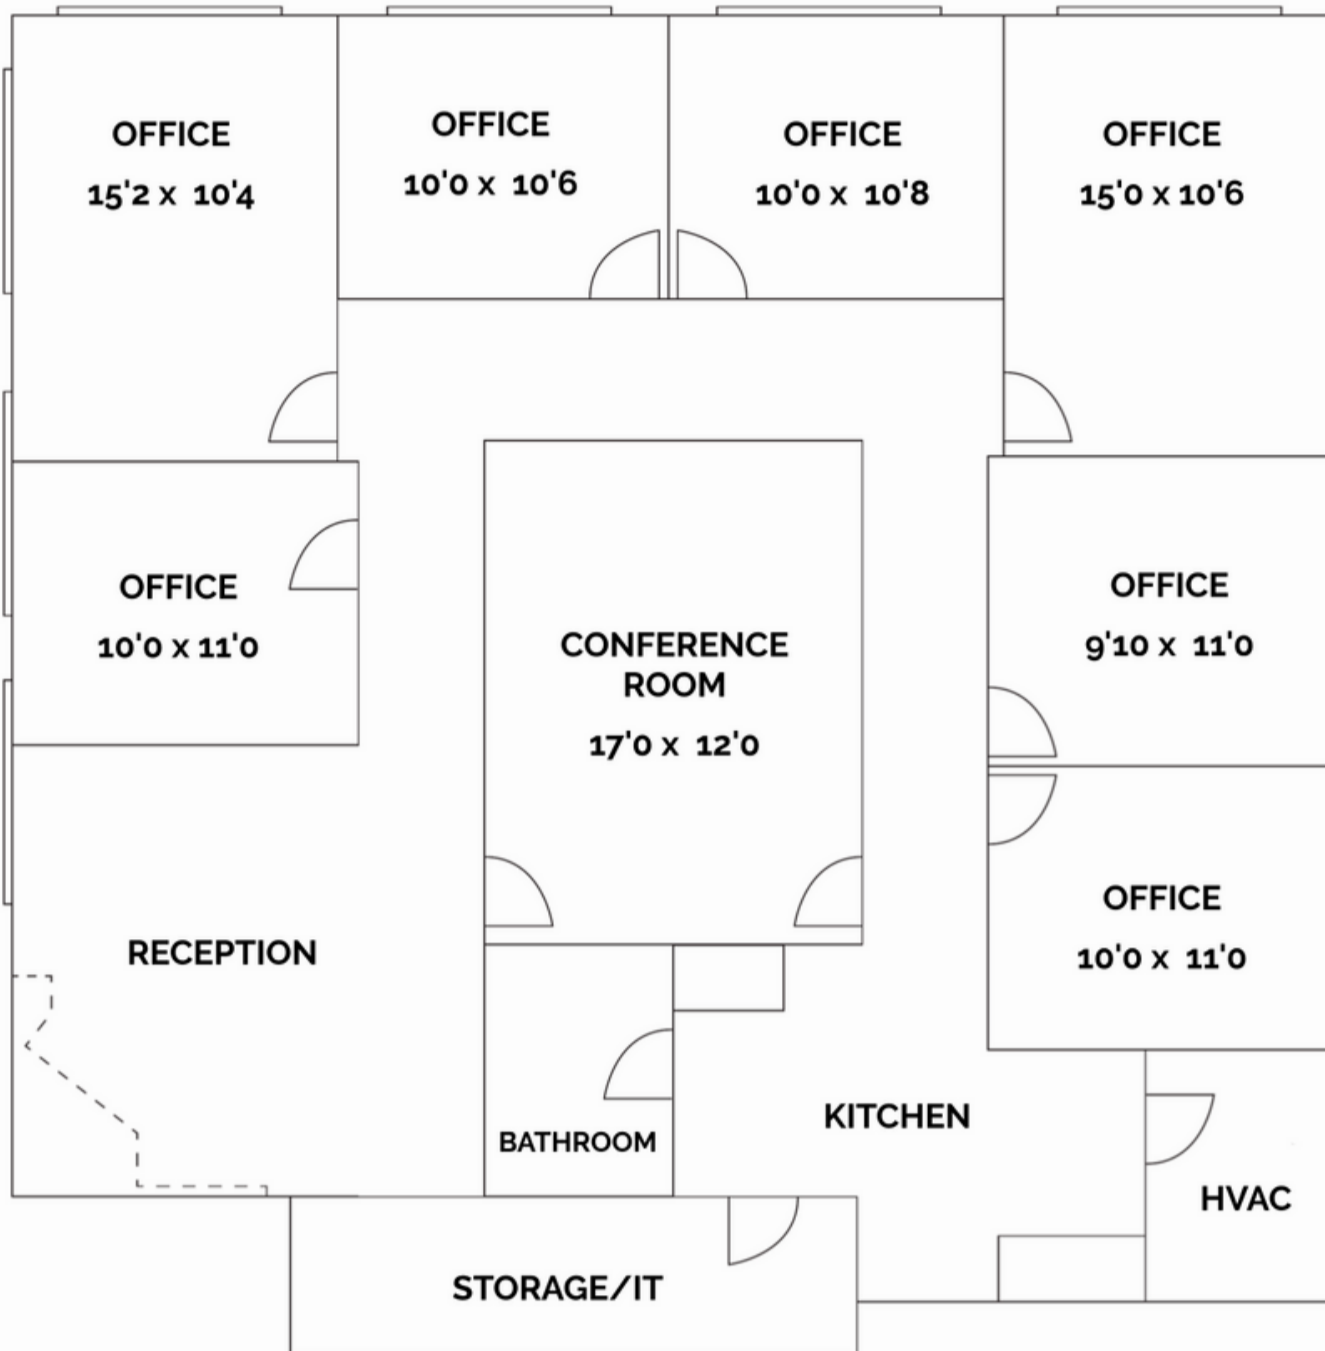 OFFICE
15'2 x 10'4
OFFICE
10'0 x 10'6
OFFICE
10'0 x 10'8
OFFICE
15'0 x 10'6
OFFICE
10'0 x 11'0
CONFERENCE
ROOM
17'0 x 12'0
OFFICE
9'10 x 11'0
RECEPTION
OFFICE
10'0 x 11'0
BATHROOM
KITCHEN
HVAC
STORAGE/IT